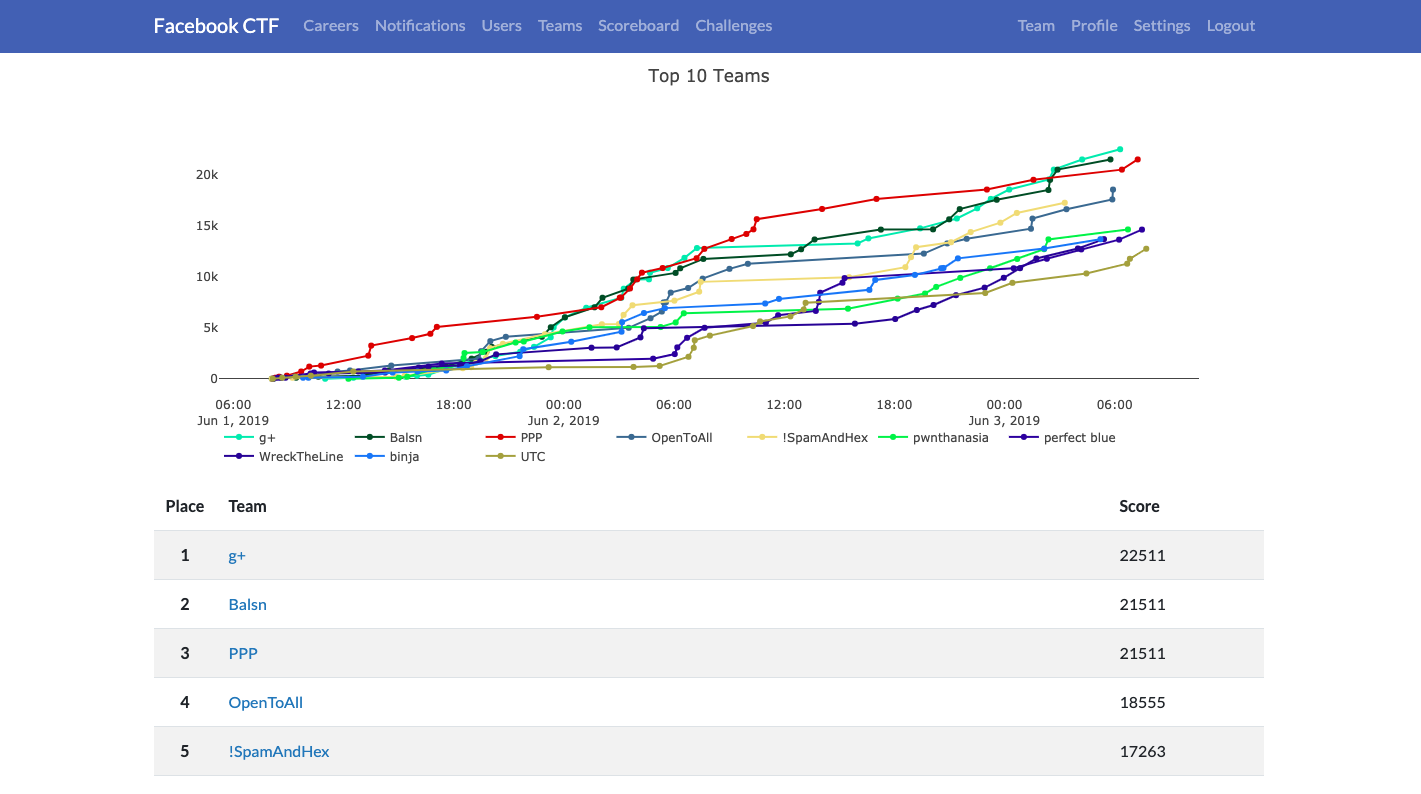 Facebook CTF Careers Notifications Users Teams Scoreboard Challenges Team Profile Settings Logout
Top 10 Teams
20k
15k
10k
5k
0
06:00 12:00 18:00 00:00 06:00 12:00 18:00 00:00 06:00
Jun 1, 2019 Jun 2, 2019 Jun 3, 2019
g+ Balsn PPP OpenToAll !SpamAndHex pwnthanasia perfect blue
WreckTheLine binja UTC
Place Team Score
1 g+ 22511
2 Balsn 21511
3 PPP 21511
4 OpenToAll 18555
5 !SpamAndHex 17263